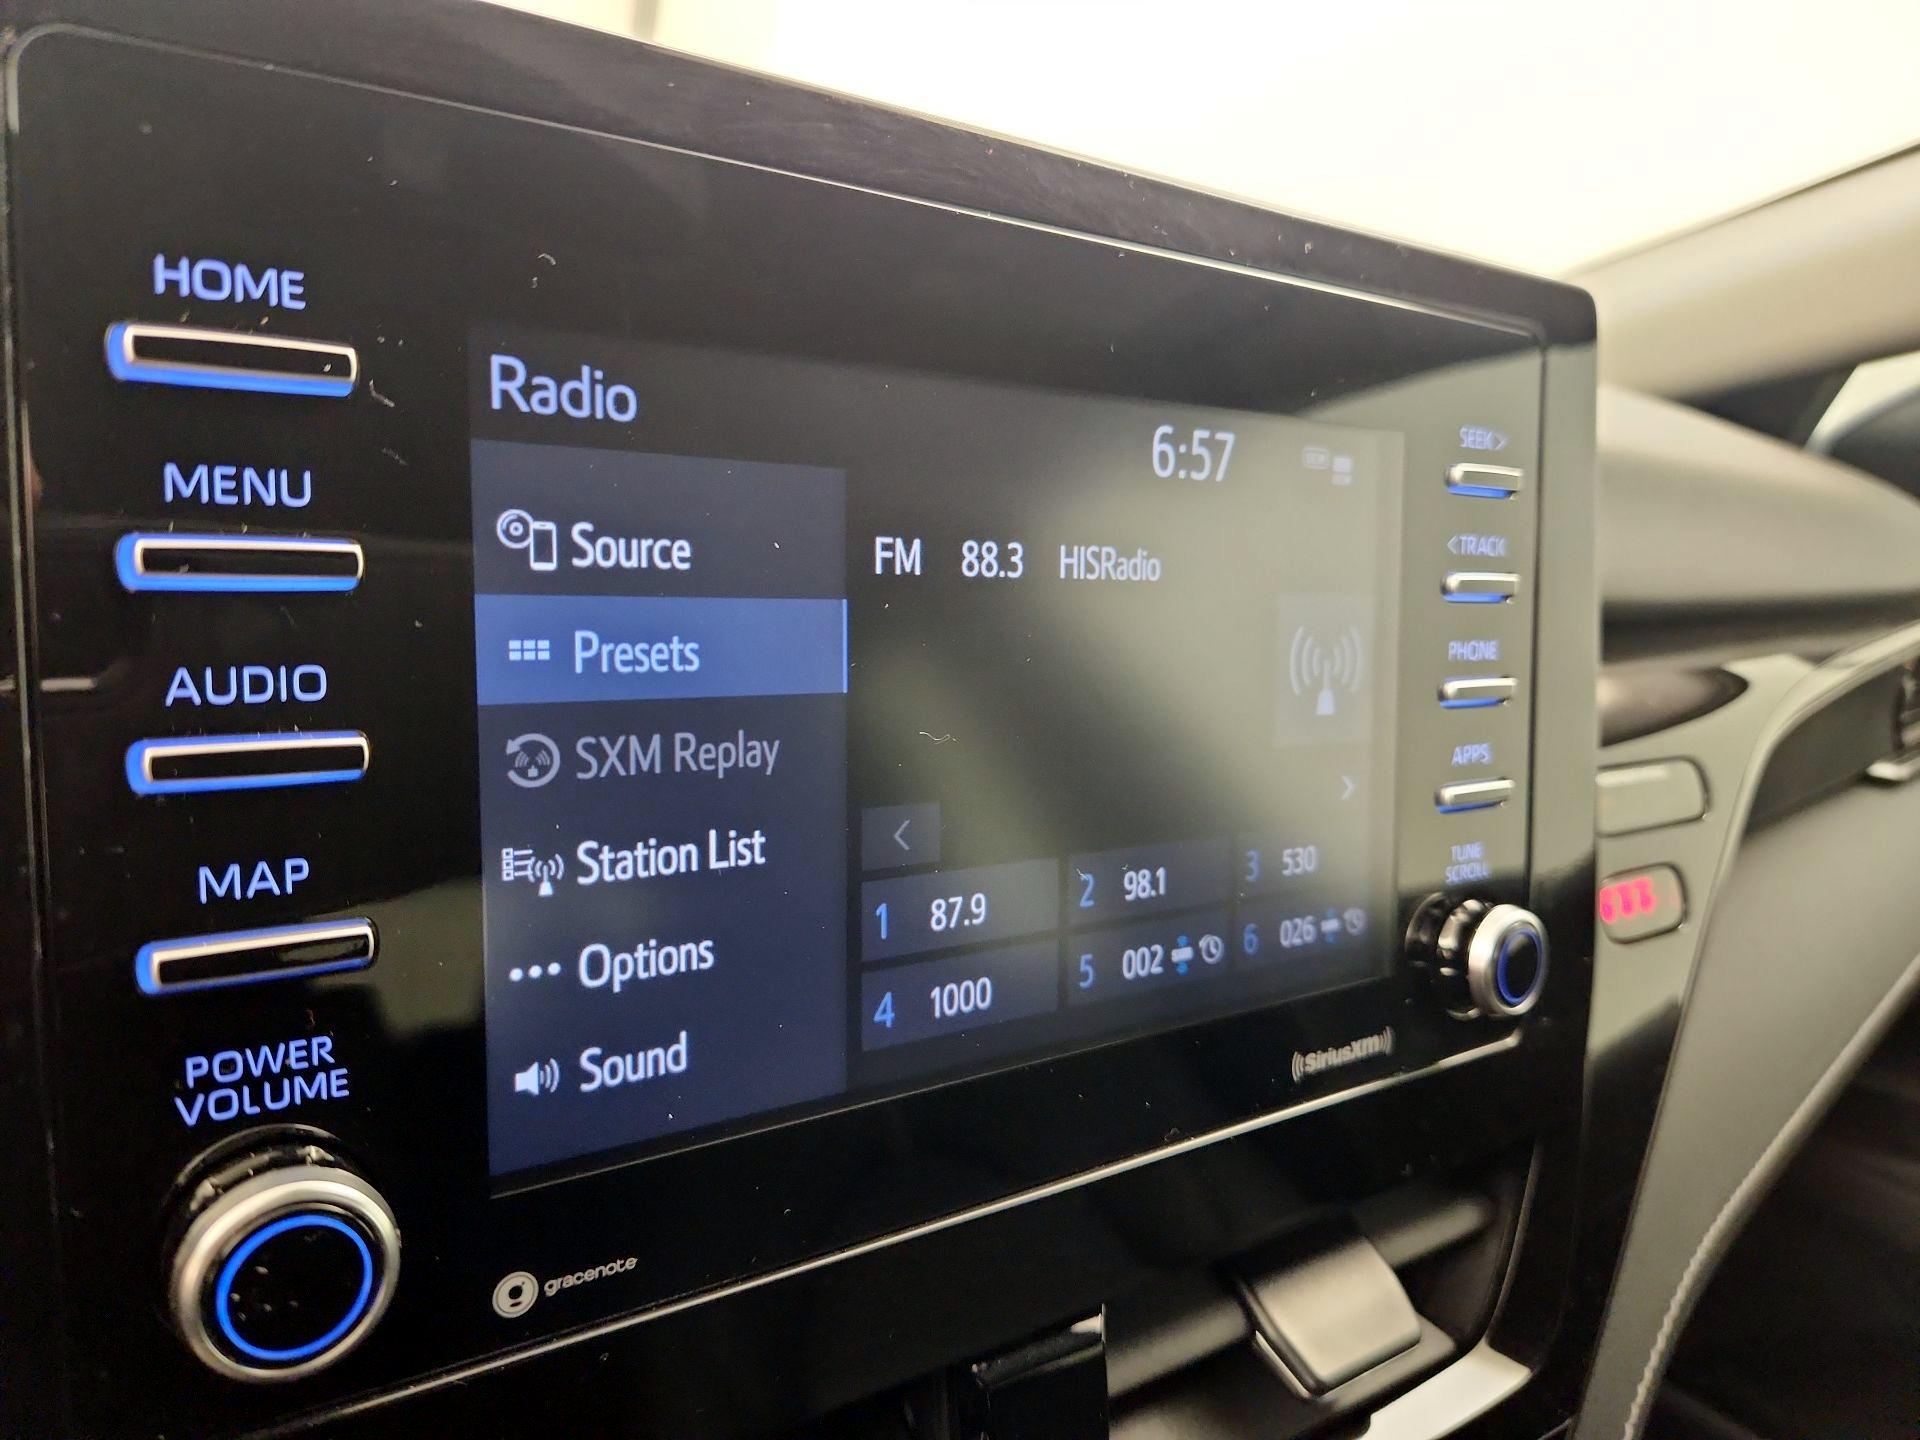 HOME
MENU
AUDIO
MAP
POWER
VOLUME
Radio
6:57
Source
Presets
SXM Replay
Station List
Options
Sound
FM 88.3 HISRadio
1 87.9
2 98.1
3 530
4 1000
5 002
6 026
SEEK>
<TRACK
PHONE
APPS
TUNE
SCROLL
gracenote
SiriusXM